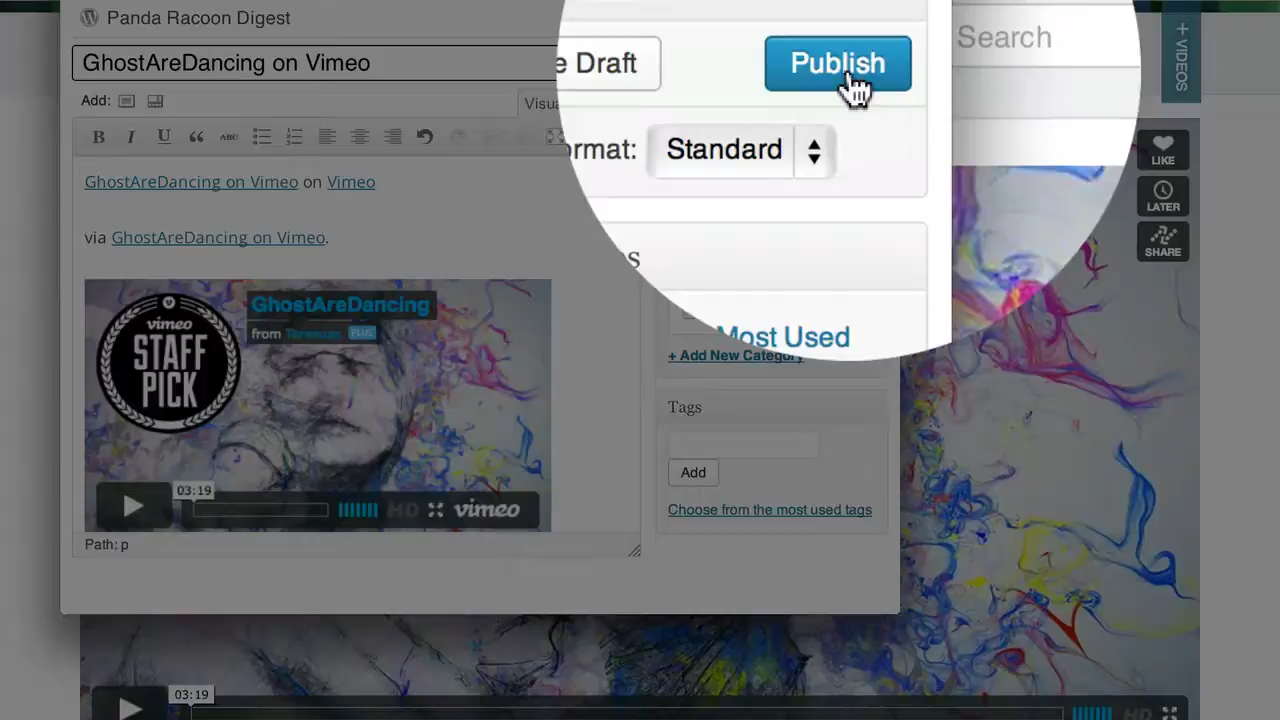 Panda Racoon Digest
GhostAreDancing on Vimeo
Add:
Visua
B I U ABC
GhostAreDancing on Vimeo on Vimeo
via GhostAreDancing on Vimeo.
GhostAreDancing
from
PLUS
vimeo
STAFF
PICK
03:19
HD vimeo
Path: p
e Draft
Publish
ormat: Standard
Most Used
+ Add New Category
Tags
Add
Choose from the most used tags
Search
+ VIDEOS
LIKE
LATER
SHARE
03:19
HD